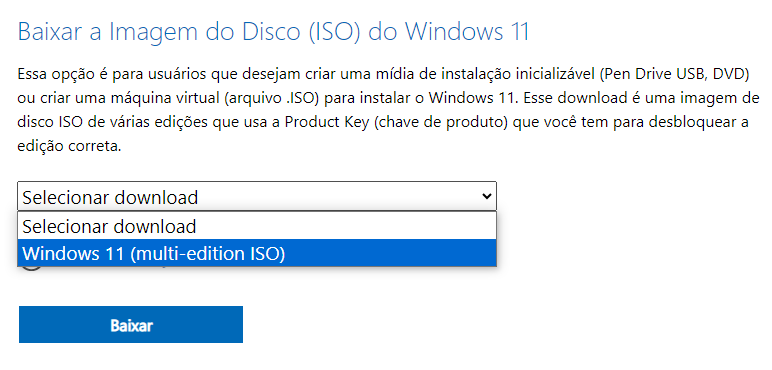 Baixar a Imagem do Disco (ISO) do Windows 11
Essa opção é para usuários que desejam criar uma mídia de instalação inicializável (Pen Drive USB, DVD)
ou criar uma máquina virtual (arquivo .ISO) para instalar o Windows 11. Esse download é uma imagem de
disco ISO de várias edições que usa a Product Key (chave de produto) que você tem para desbloquear a
edição correta.
Selecionar download
Selecionar download
Windows 11 (multi-edition ISO)
Baixar